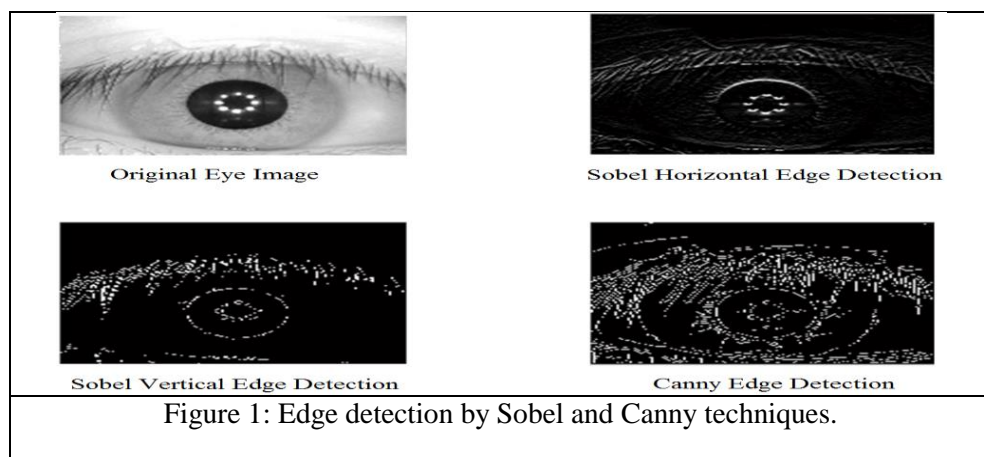 Original Eye Image
Sobel Horizontal Edge Detection
Sobel Vertical Edge Detection
Canny Edge Detection
Figure 1: Edge detection by Sobel and Canny techniques.